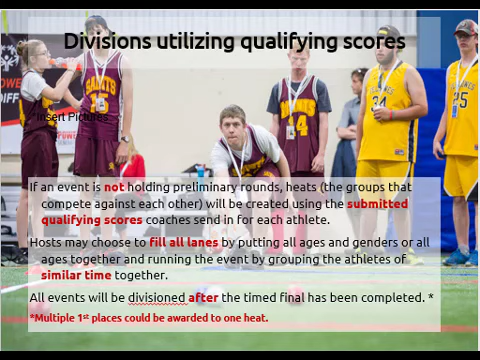 Divisions utilizing qualifying scores
*Insert Pictures
If an event is not holding preliminary rounds, heats (the groups that
compete against each other) will be created using the submitted
qualifying scores coaches send in for each athlete.
Hosts may choose to fill all lanes by putting all ages and genders or all
ages together and running the event by grouping the athletes of
similar time together.
All events will be divisioned after the timed final has been completed. *
*Multiple 1st places could be awarded to one heat.
SAINTS
34
25